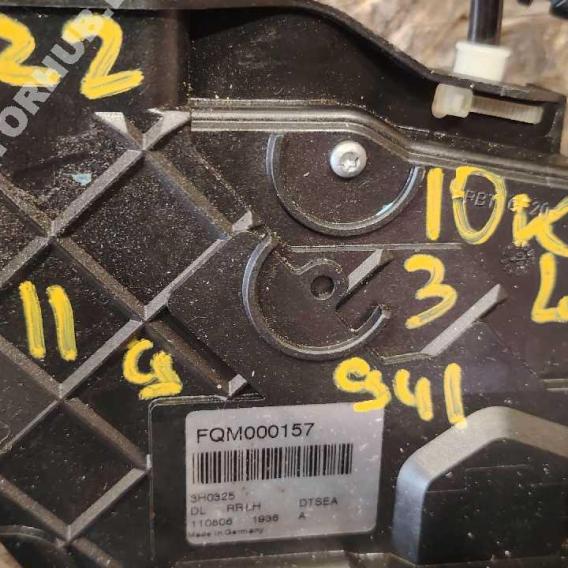 22
10K
3 L
11 9
941
FQM000157
3H0325
DL RRLH DTSEA
110806 1936 A
Made in Germany